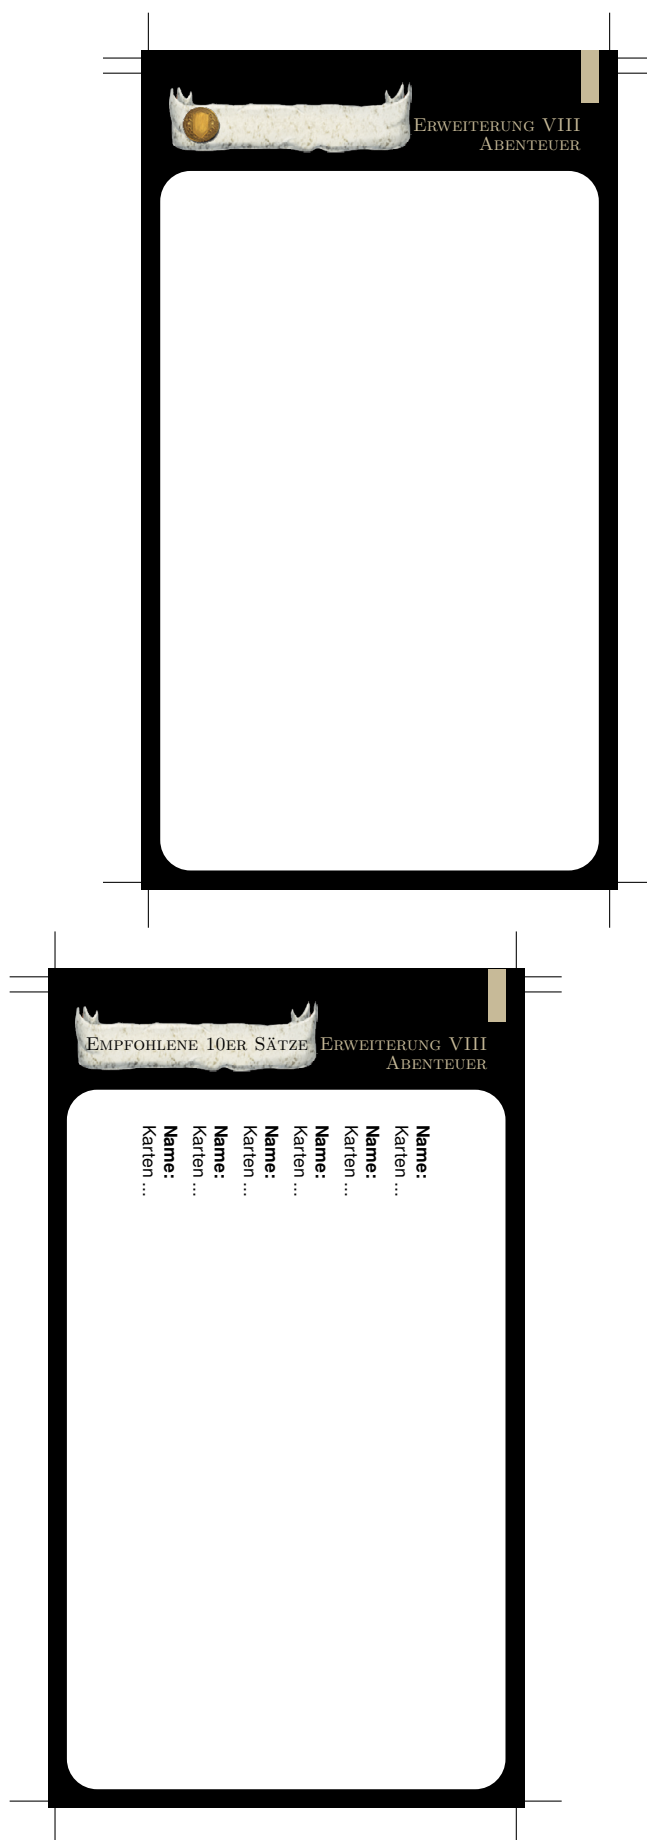 Erweiterung VIII
Abenteuer
Empfohlene 10er Sätze
Erweiterung VIII
Abenteuer
Name:
Karten ...
Name:
Karten ...
Name:
Karten ...
Name:
Karten ...
Name:
Karten ...
Name:
Karten ...